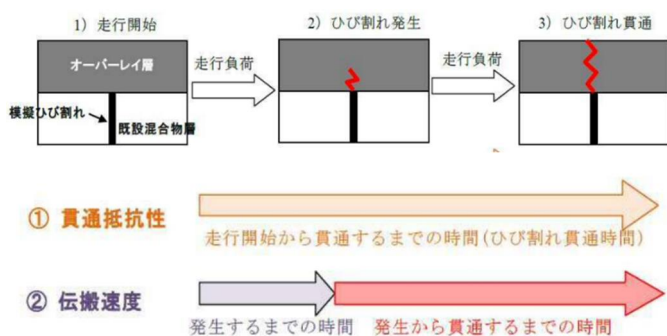 1）走行開始
2）ひび割れ発生
3）ひび割れ貫通
オーバーレイ層
走行負荷
走行負荷
模擬ひび割れ
既設混合物層
① 貫通抵抗性
走行開始から貫通するまでの時間(ひび割れ貫通時間)
② 伝搬速度
発生するまでの時間
発生から貫通するまでの時間